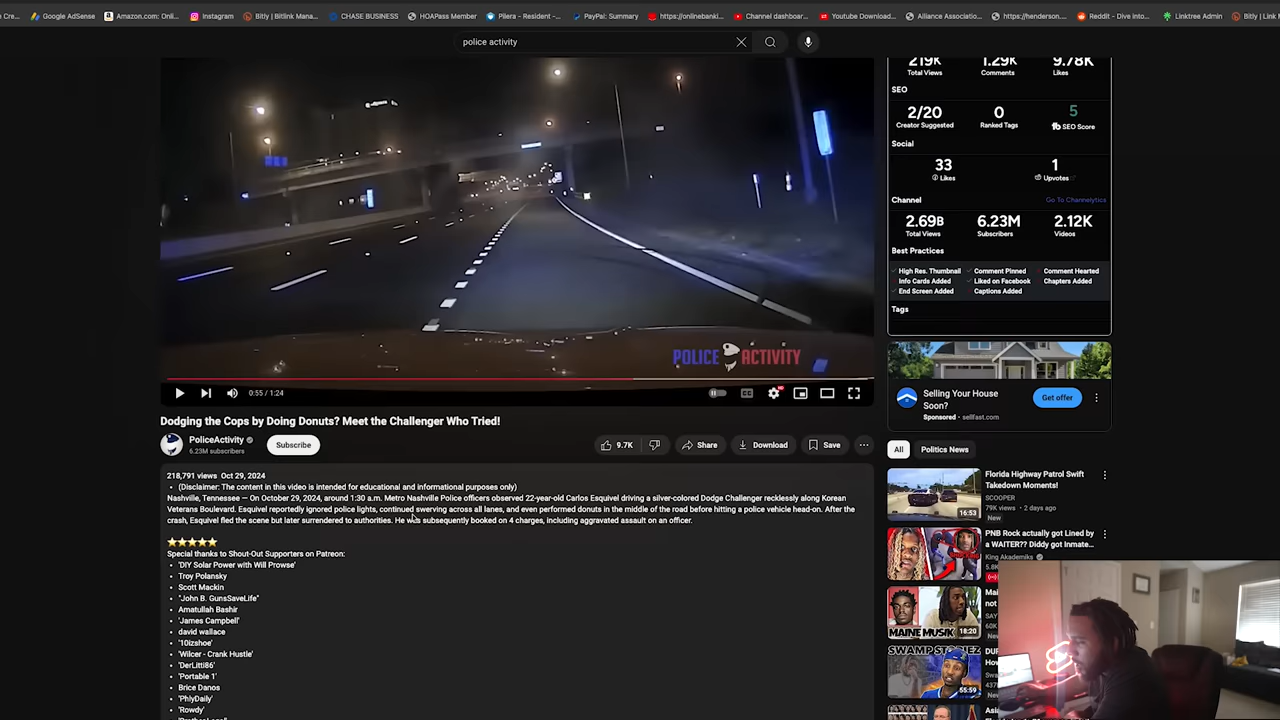 Google AdSense
Amazon.com: Onli...
Instagram
Bitly | Bitlink Mana...
CHASE BUSINESS
HOAPass Member
Pilera - Resident -...
PayPal: Summary
https://onlinebanki...
Channel dashboar...
Youtube Download...
Alliance Associatio...
https://henderson....
Reddit - Dive into...
Linktree Admin
police activity
219K
1.29K
9.78K
Total Views
Comments
Likes
SEO
2/20
0
5
Creator Suggested
Ranked Tags
SEO Score
Social
33
1
Likes
Upvotes
Channel
Go To Channelytics
2.69B
6.23M
2.12K
Total Views
Subscribers
Videos
Best Practices
High Res. Thumbnail
Comment Pinned
Comment Hearted
Info Cards Added
Liked on Facebook
Chapters Added
End Screen Added
Captions Added
Tags
POLICE ACTIVITY
0:55 / 1:24
Selling Your House
Soon?
Sponsored · sellfast.com
Get offer
Dodging the Cops by Doing Donuts? Meet the Challenger Who Tried!
PoliceActivity
6.23M subscribers
Subscribe
9.7K
Share
Download
Save
All
Politics News
218,791 views Oct 29, 2024
• (Disclaimer: The content in this video is intended for educational and informational purposes only)
Nashville, Tennessee — On October 29, 2024, around 1:30 a.m. Metro Nashville Police officers observed 22-year-old Carlos Esquivel driving a silver-colored Dodge Challenger recklessly along Korean
Veterans Boulevard. Esquivel reportedly ignored police lights, continued swerving across all lanes, and even performed donuts in the middle of the road before hitting a police vehicle head-on. After the
crash, Esquivel fled the scene but later surrendered to authorities. He was subsequently booked on 4 charges, including aggravated assault on an officer.
Special thanks to Shout-Out Supporters on Patreon:
• 'DIY Solar Power with Will Prowse'
• Troy Polansky
• Scott Mackin
• "John B. GunsSaveLife"
• Amatullah Bashir
• 'James Campbell'
• david wallace
• '10izshoe'
• 'Wilcer - Crank Hustle'
• 'DerLitti86'
• 'Portable 1'
• Brice Danos
• 'PhlyDaily'
• 'Rowdy'
Florida Highway Patrol Swift
Takedown Moments!
SCOOPER
79K views • 2 days ago
New
16:53
PNB Rock actually got Lined by
a WAITER?? Diddy got Inmate...
King Akademiks
MAINE MUSIK
18:20
SWAMP STORIEZ
55:59